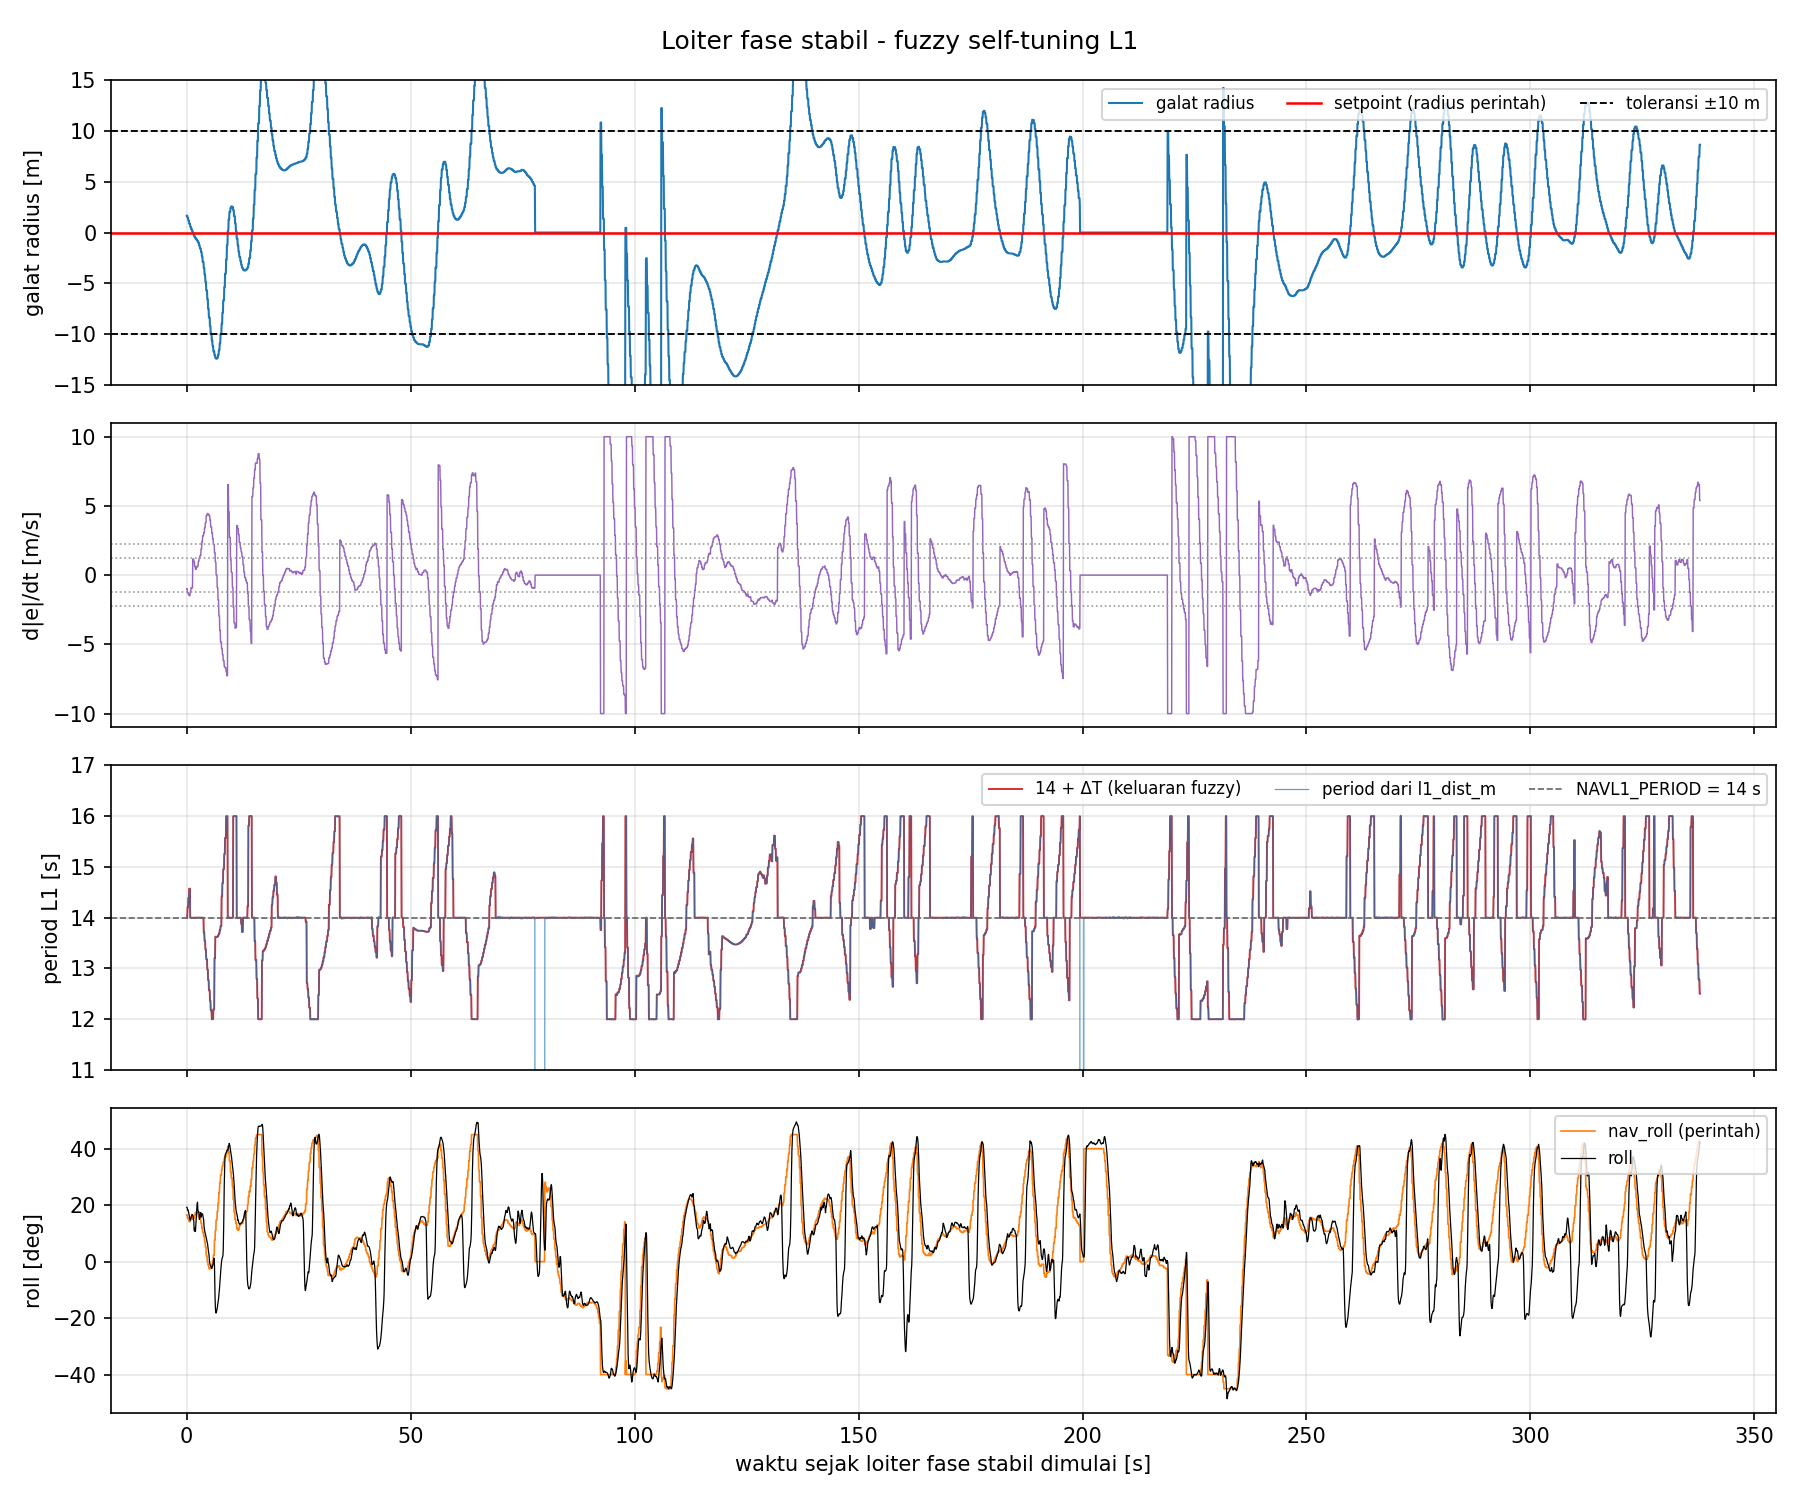 Loiter fase stabil - fuzzy self-tuning L1
galat radius [m]
15
10
5
0
−5
−10
−15
galat radius
setpoint (radius perintah)
toleransi ±10 m
d|e|/dt [m/s]
10
5
0
−5
−10
period L1 [s]
17
16
15
14
13
12
11
14 + ΔT (keluaran fuzzy)
period dari l1_dist_m
NAVL1_PERIOD = 14 s
roll [deg]
40
20
0
−20
−40
nav_roll (perintah)
roll
0 50 100 150 200 250 300 350
waktu sejak loiter fase stabil dimulai [s]